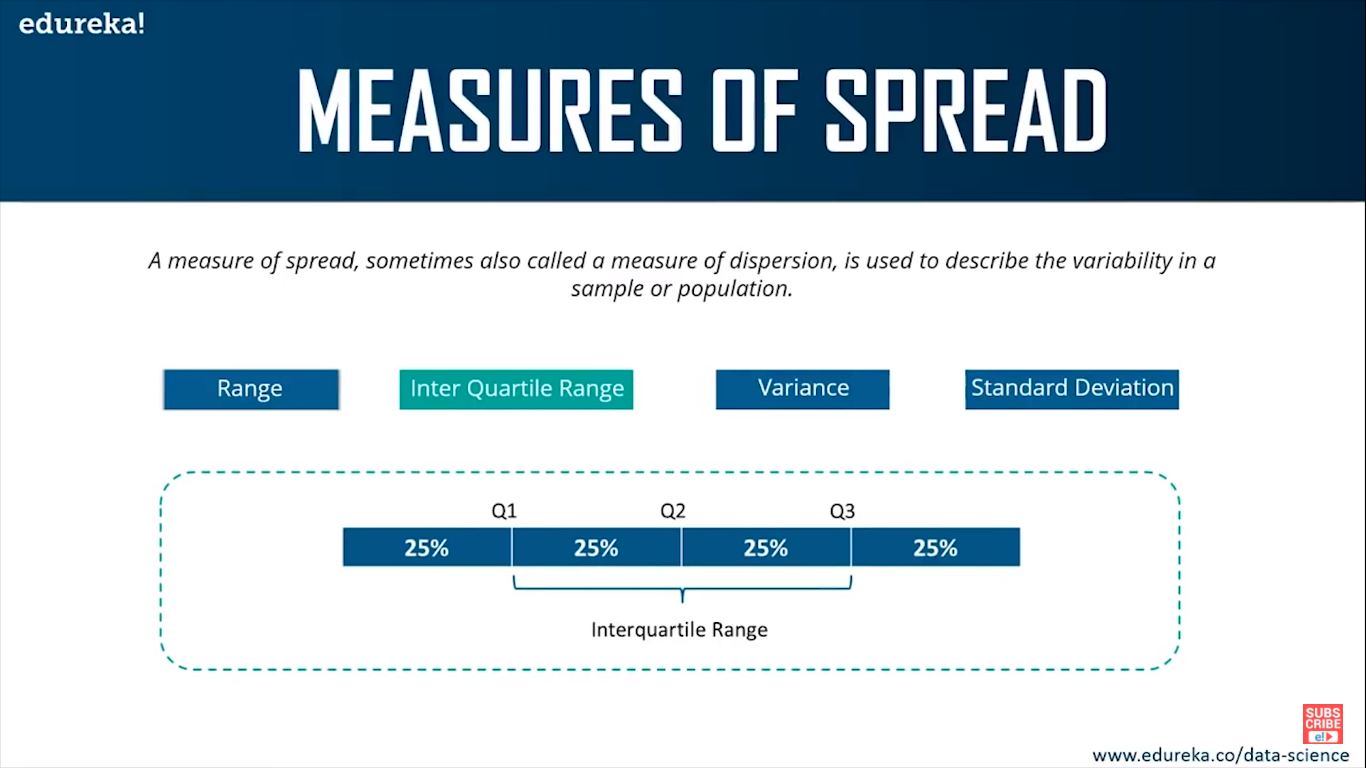 edureka!
MEASURES OF SPREAD
A measure of spread, sometimes also called a measure of dispersion, is used to describe the variability in a
sample or population.
Range
Inter Quartile Range
Variance
Standard Deviation
Q1 Q2 Q3
25% 25% 25% 25%
Interquartile Range
SUBS
CRIBE
e!
www.edureka.co/data-science